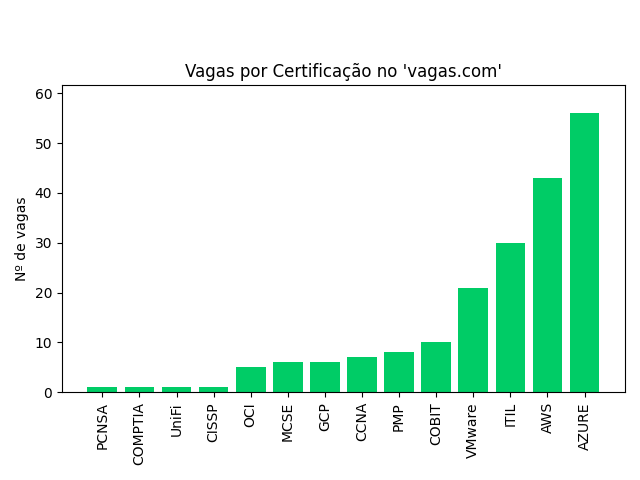 Vagas por Certificação no 'vagas.com'
Nº de vagas
60
50
40
30
20
10
0
PCNSA
COMPTIA
UniFi
CISSP
OCI
MCSE
GCP
CCNA
PMP
COBIT
VMware
ITIL
AWS
AZURE